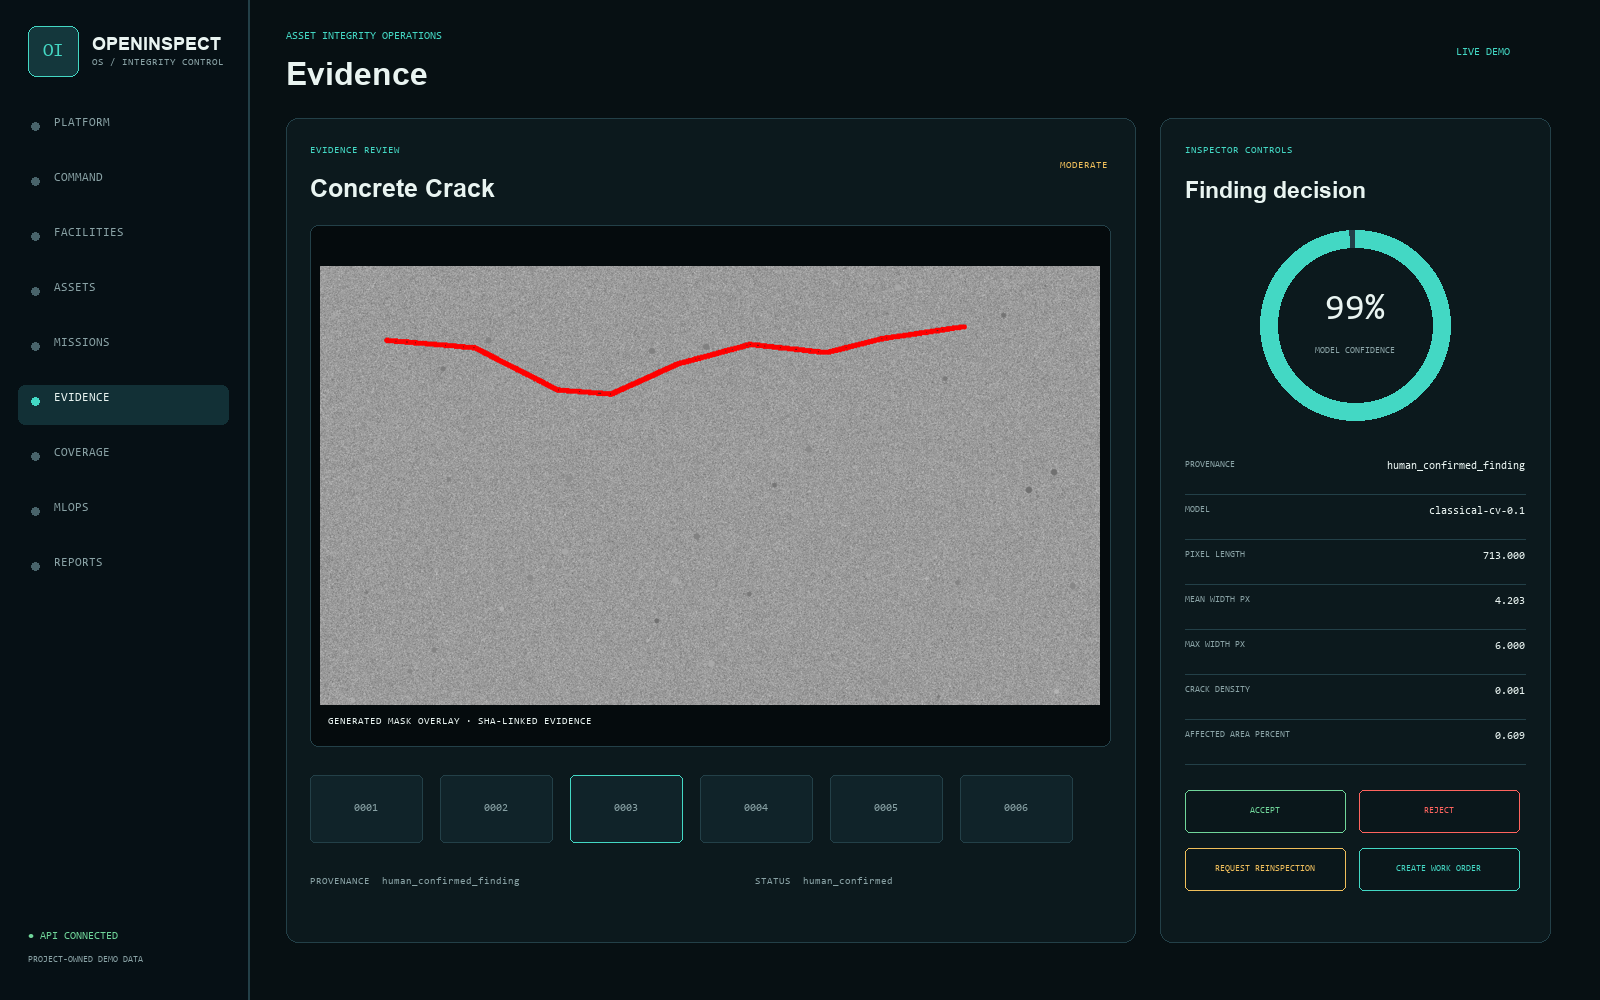 OI
OPENINSPECT
OS / INTEGRITY CONTROL
PLATFORM
COMMAND
FACILITIES
ASSETS
MISSIONS
EVIDENCE
COVERAGE
MLOPS
REPORTS
● API CONNECTED
PROJECT-OWNED DEMO DATA
ASSET INTEGRITY OPERATIONS
Evidence
LIVE DEMO
EVIDENCE REVIEW
MODERATE
Concrete Crack
GENERATED MASK OVERLAY · SHA-LINKED EVIDENCE
0001 0002 0003 0004 0005 0006
PROVENANCE human_confirmed_finding STATUS human_confirmed
INSPECTOR CONTROLS
Finding decision
99%
MODEL CONFIDENCE
PROVENANCE human_confirmed_finding
MODEL classical-cv-0.1
PIXEL LENGTH 713.000
MEAN WIDTH PX 4.203
MAX WIDTH PX 6.000
CRACK DENSITY 0.001
AFFECTED AREA PERCENT 0.609
ACCEPT REJECT
REQUEST REINSPECTION CREATE WORK ORDER